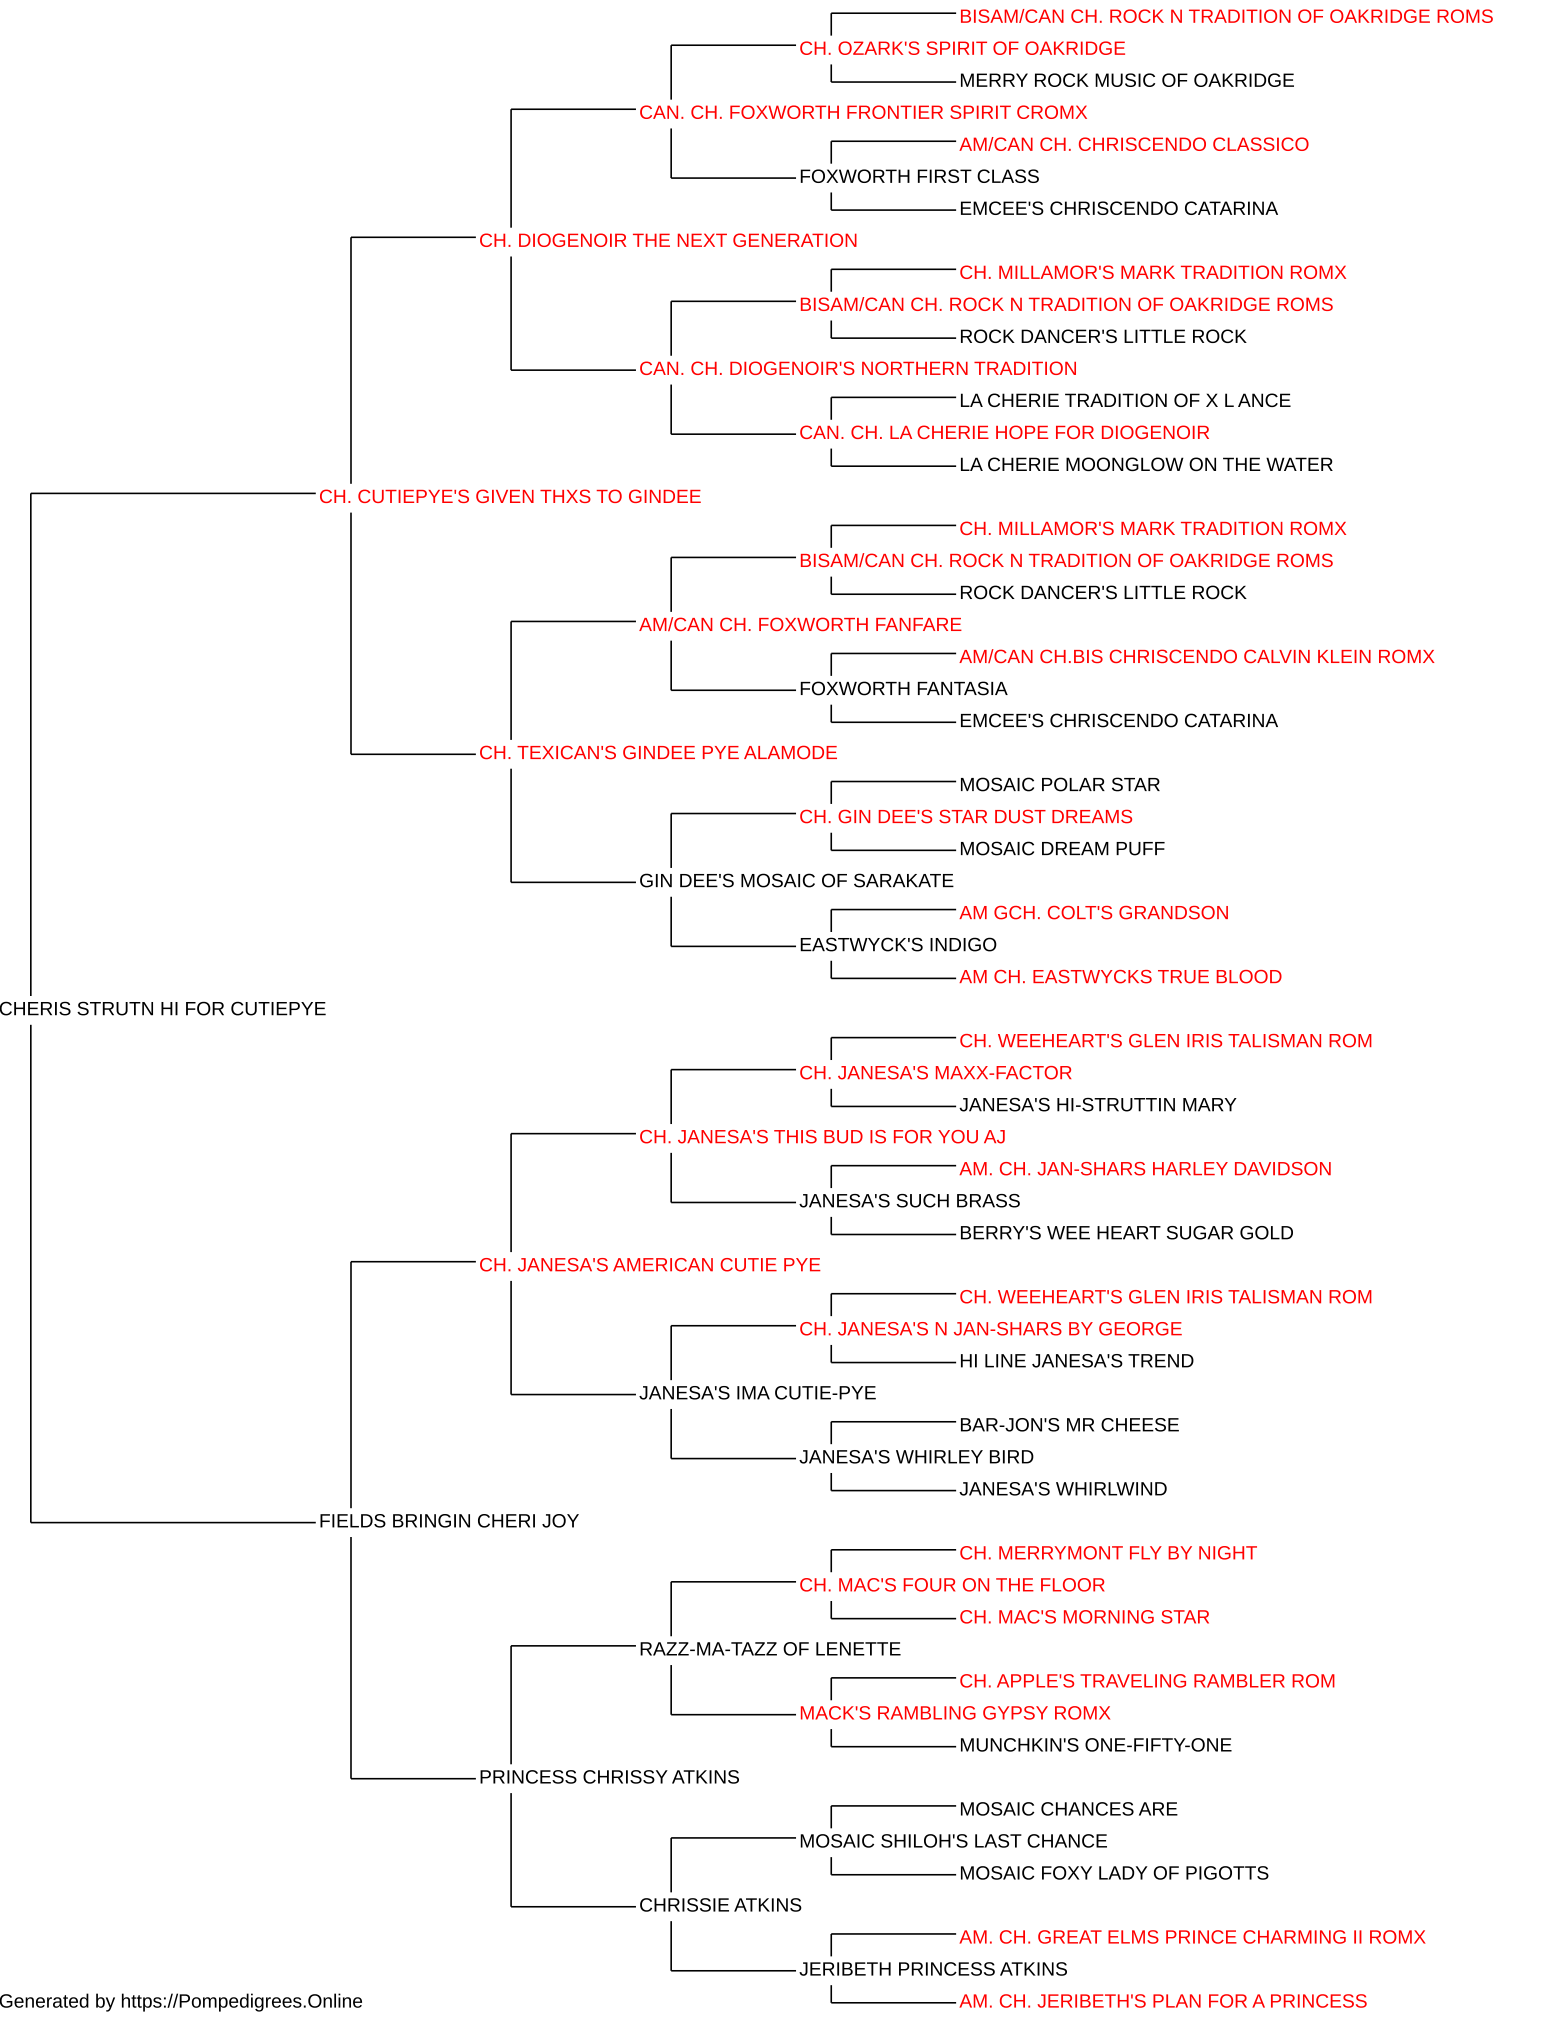 BISAM/CAN CH. ROCK N TRADITION OF OAKRIDGE ROMS
CH. OZARK'S SPIRIT OF OAKRIDGE
MERRY ROCK MUSIC OF OAKRIDGE
CAN. CH. FOXWORTH FRONTIER SPIRIT CROMX
AM/CAN CH. CHRISCENDO CLASSICO
FOXWORTH FIRST CLASS
EMCEE'S CHRISCENDO CATARINA
CH. DIOGENOIR THE NEXT GENERATION
CH. MILLAMOR'S MARK TRADITION ROMX
BISAM/CAN CH. ROCK N TRADITION OF OAKRIDGE ROMS
ROCK DANCER'S LITTLE ROCK
CAN. CH. DIOGENOIR'S NORTHERN TRADITION
LA CHERIE TRADITION OF X L ANCE
CAN. CH. LA CHERIE HOPE FOR DIOGENOIR
LA CHERIE MOONGLOW ON THE WATER
CH. CUTIEPYE'S GIVEN THXS TO GINDEE
CH. MILLAMOR'S MARK TRADITION ROMX
BISAM/CAN CH. ROCK N TRADITION OF OAKRIDGE ROMS
ROCK DANCER'S LITTLE ROCK
AM/CAN CH. FOXWORTH FANFARE
AM/CAN CH.BIS CHRISCENDO CALVIN KLEIN ROMX
FOXWORTH FANTASIA
EMCEE'S CHRISCENDO CATARINA
CH. TEXICAN'S GINDEE PYE ALAMODE
MOSAIC POLAR STAR
CH. GIN DEE'S STAR DUST DREAMS
MOSAIC DREAM PUFF
GIN DEE'S MOSAIC OF SARAKATE
AM GCH. COLT'S GRANDSON
EASTWYCK'S INDIGO
AM CH. EASTWYCKS TRUE BLOOD
CHERIS STRUTN HI FOR CUTIEPYE
CH. WEEHEART'S GLEN IRIS TALISMAN ROM
CH. JANESA'S MAXX-FACTOR
JANESA'S HI-STRUTTIN MARY
CH. JANESA'S THIS BUD IS FOR YOU AJ
AM. CH. JAN-SHARS HARLEY DAVIDSON
JANESA'S SUCH BRASS
BERRY'S WEE HEART SUGAR GOLD
CH. JANESA'S AMERICAN CUTIE PYE
CH. WEEHEART'S GLEN IRIS TALISMAN ROM
CH. JANESA'S N JAN-SHARS BY GEORGE
HI LINE JANESA'S TREND
JANESA'S IMA CUTIE-PYE
BAR-JON'S MR CHEESE
JANESA'S WHIRLEY BIRD
JANESA'S WHIRLWIND
FIELDS BRINGIN CHERI JOY
CH. MERRYMONT FLY BY NIGHT
CH. MAC'S FOUR ON THE FLOOR
CH. MAC'S MORNING STAR
RAZZ-MA-TAZZ OF LENETTE
CH. APPLE'S TRAVELING RAMBLER ROM
MACK'S RAMBLING GYPSY ROMX
MUNCHKIN'S ONE-FIFTY-ONE
PRINCESS CHRISSY ATKINS
MOSAIC CHANCES ARE
MOSAIC SHILOH'S LAST CHANCE
MOSAIC FOXY LADY OF PIGOTTS
CHRISSIE ATKINS
AM. CH. GREAT ELMS PRINCE CHARMING II ROMX
JERIBETH PRINCESS ATKINS
AM. CH. JERIBETH'S PLAN FOR A PRINCESS
Generated by https://Pompedigrees.Online